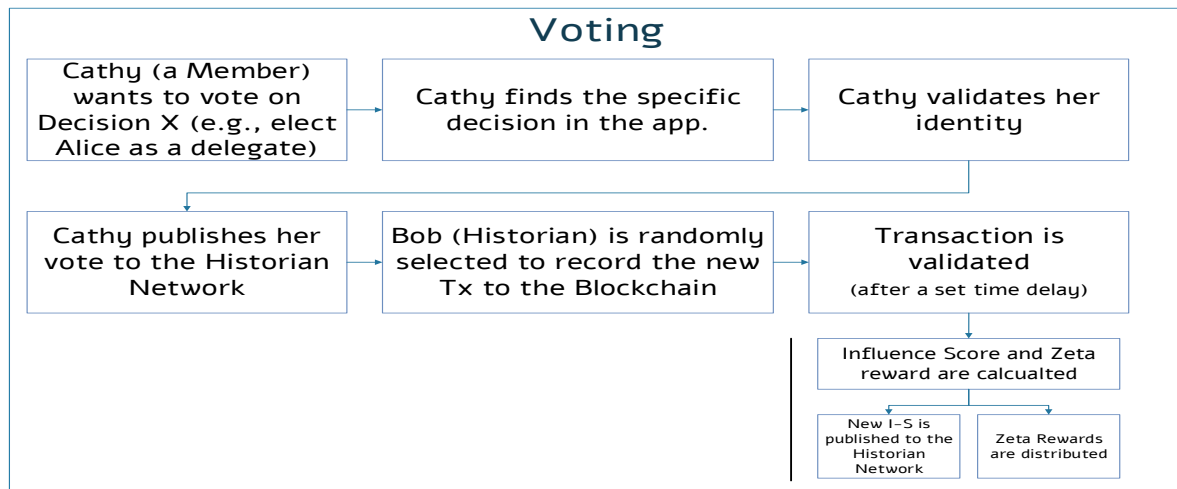 Voting
Cathy (a Member)
wants to vote on
Decision X (e.g., elect
Alice as a delegate)
Cathy finds the specific
decision in the app.
Cathy validates her
identity
Cathy publishes her
vote to the Historian
Network
Bob (Historian) is randomly
selected to record the new
Tx to the Blockchain
Transaction is
validated
(after a set time delay)
Influence Score and Zeta
reward are calcualted
New I-S is
published to the
Historian
Network
Zeta Rewards
are distributed